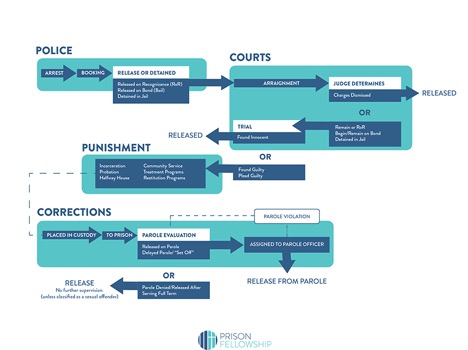 POLICE
ARREST
BOOKING
RELEASE OR DETAINED
Released on Recognizance (RoR)
Released on Bond (Bail)
Detained in Jail
COURTS
ARRAIGNMENT
JUDGE DETERMINES
Charges Dismissed
RELEASED
OR
Remain or RoR
Begin/Remain on Bond
Detained in Jail
TRIAL
Found Innocent
RELEASED
OR
Found Guilty
Plead Guilty
PUNISHMENT
Incarceration
Probation
Halfway House
Community Service
Treatment Programs
Restitution Programs
CORRECTIONS
PLACED IN CUSTODY
TO PRISON
PAROLE EVALUATION
Released on Parole
Delayed Parole/"Set Off"
PAROLE VIOLATION
ASSIGNED TO PAROLE OFFICER
RELEASE FROM PAROLE
OR
Parole Denied/Released After
Serving Full Term
RELEASE
No further supervision
(unless classified as a sexual offender)
PRISON
FELLOWSHIP